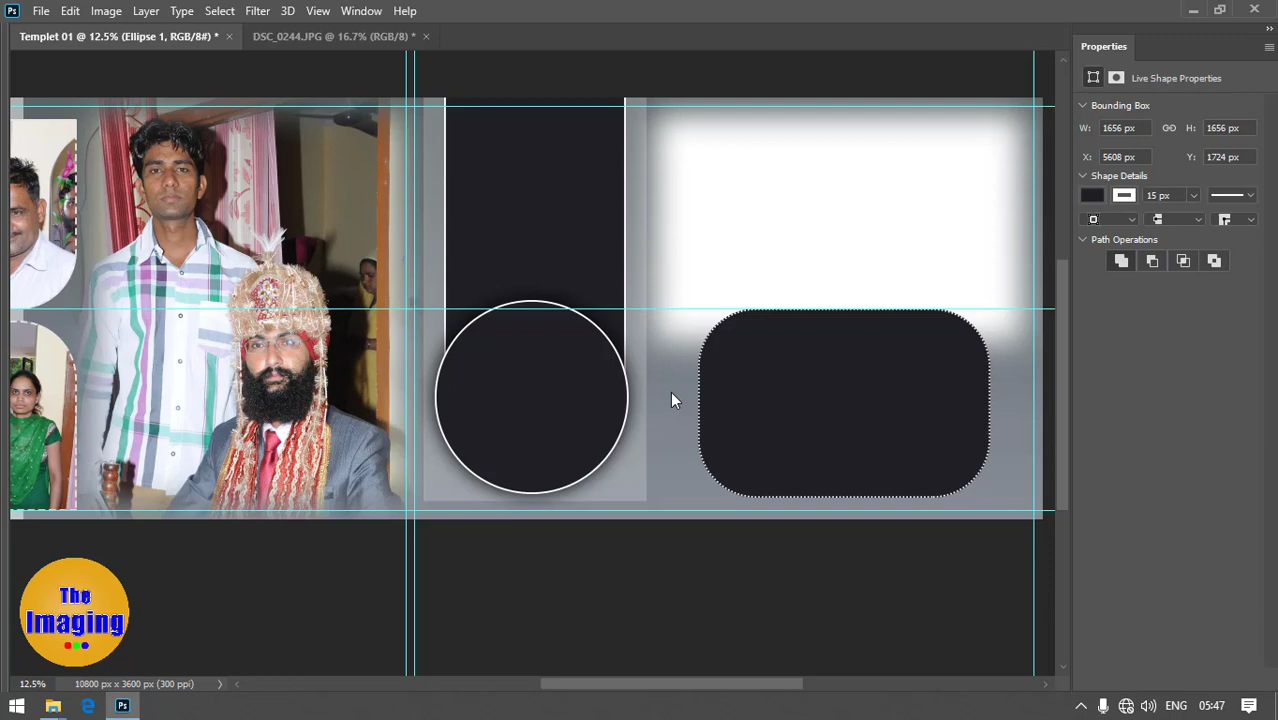 Ps File Edit Image Layer Type Select Filter 3D View Window Help
Templet 01 @ 12.5% (Ellipse 1, RGB/8#) * × DSC_0244.JPG @ 16.7% (RGB/8) * ×
Properties
Live Shape Properties
Bounding Box
W: 1656 px H: 1656 px
X: 5608 px Y: 1724 px
Shape Details
15 px
Path Operations
The
Imaging
12.5% 10800 px x 3600 px (300 ppi)
Ps ENG 05:47